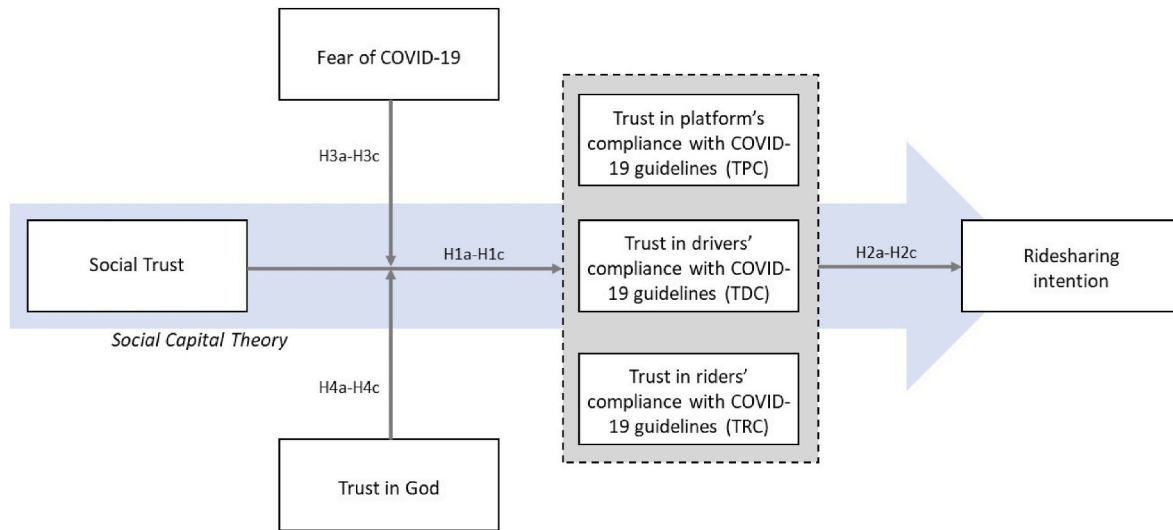 Fear of COVID-19
H3a-H3c
Social Trust
H1a-H1c
Social Capital Theory
H4a-H4c
Trust in God
Trust in platform’s
compliance with COVID-
19 guidelines (TPC)
Trust in drivers’
compliance with COVID-
19 guidelines (TDC)
Trust in riders’
compliance with COVID-
19 guidelines (TRC)
H2a-H2c
Ridesharing
intention